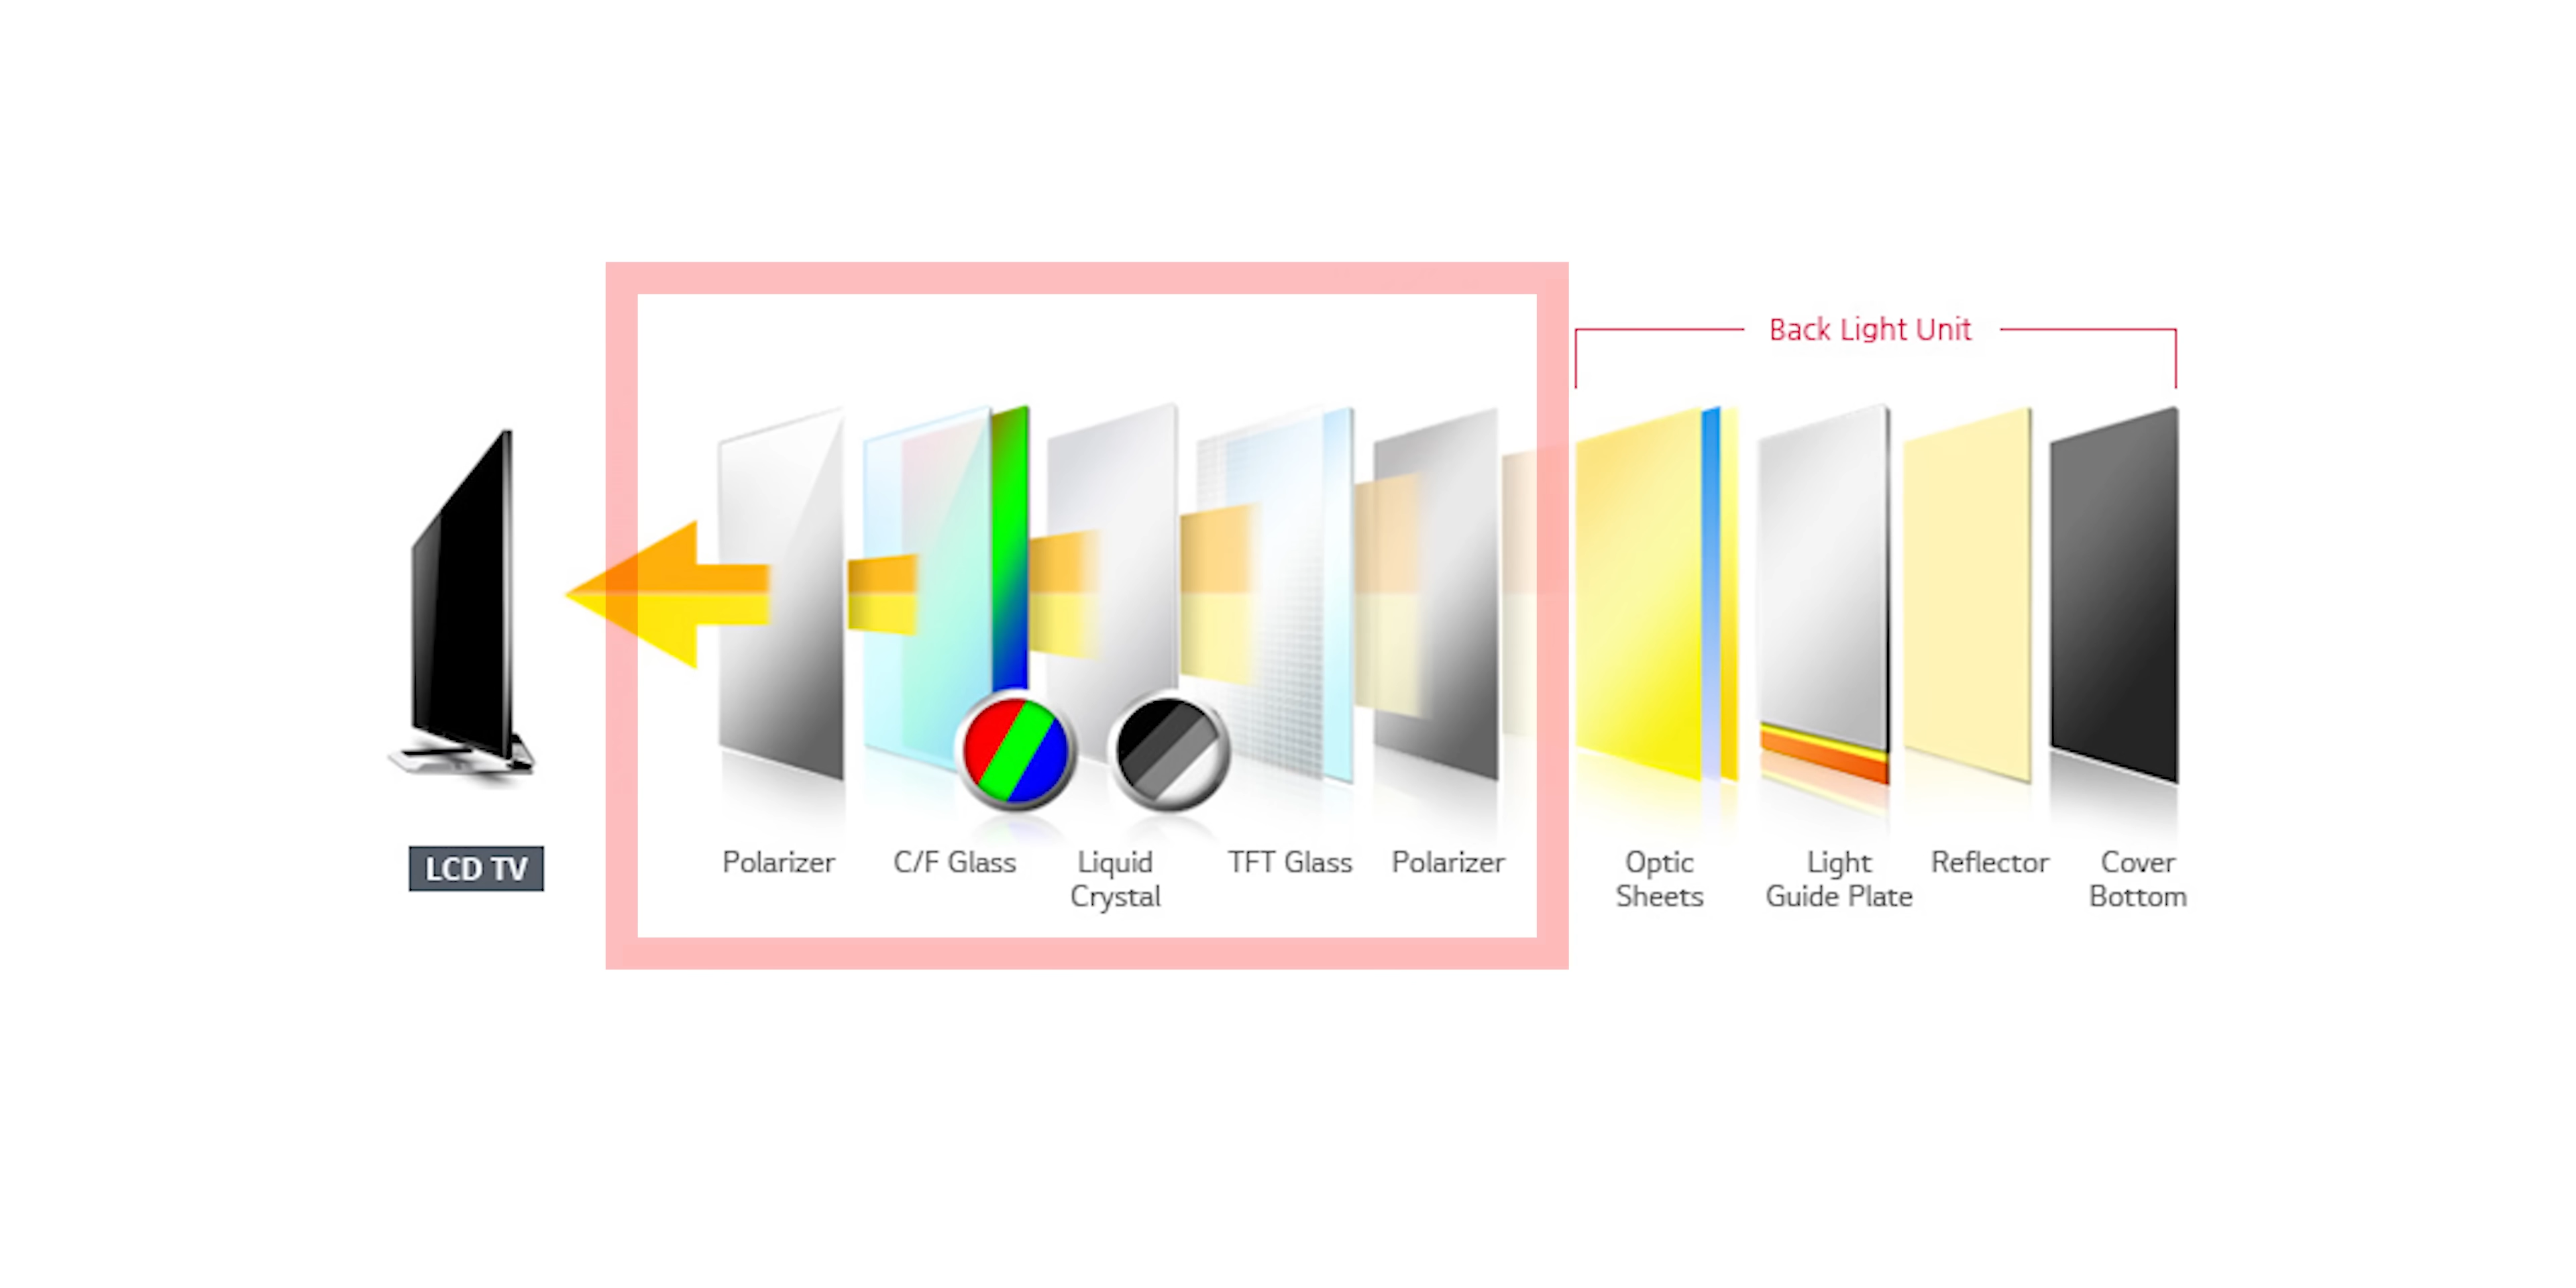 Back Light Unit
LCD TV
Polarizer
C/F Glass
Liquid
Crystal
TFT Glass
Polarizer
Optic
Sheets
Light
Guide Plate
Reflector
Cover
Bottom